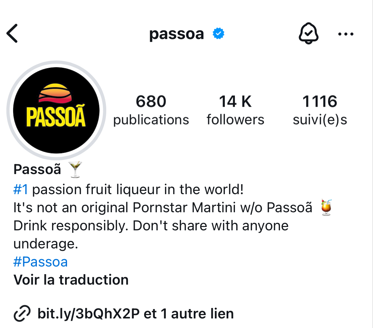 passoa
PASSOÃ
680
14 K
1 116
publications
followers
suivi(e)s
Passoã 🍸
#1 passion fruit liqueur in the world!
It's not an original Pornstar Martini w/o Passoã 🍹
Drink responsibly. Don't share with anyone
underage.
#Passoa
Voir la traduction
bit.ly/3bQhX2P et 1 autre lien